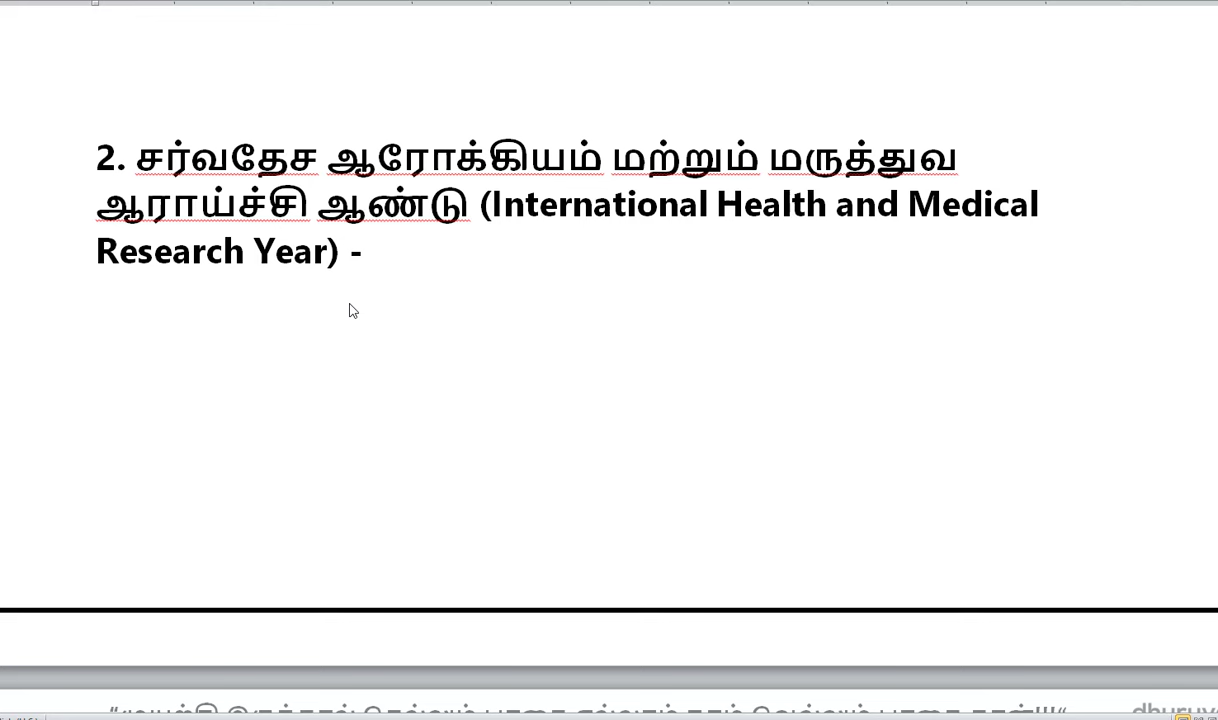 2. சர்வதேச ஆரோக்கியம் மற்றும் மருத்துவ
ஆராய்ச்சி ஆண்டு (International Health and Medical
Research Year) -